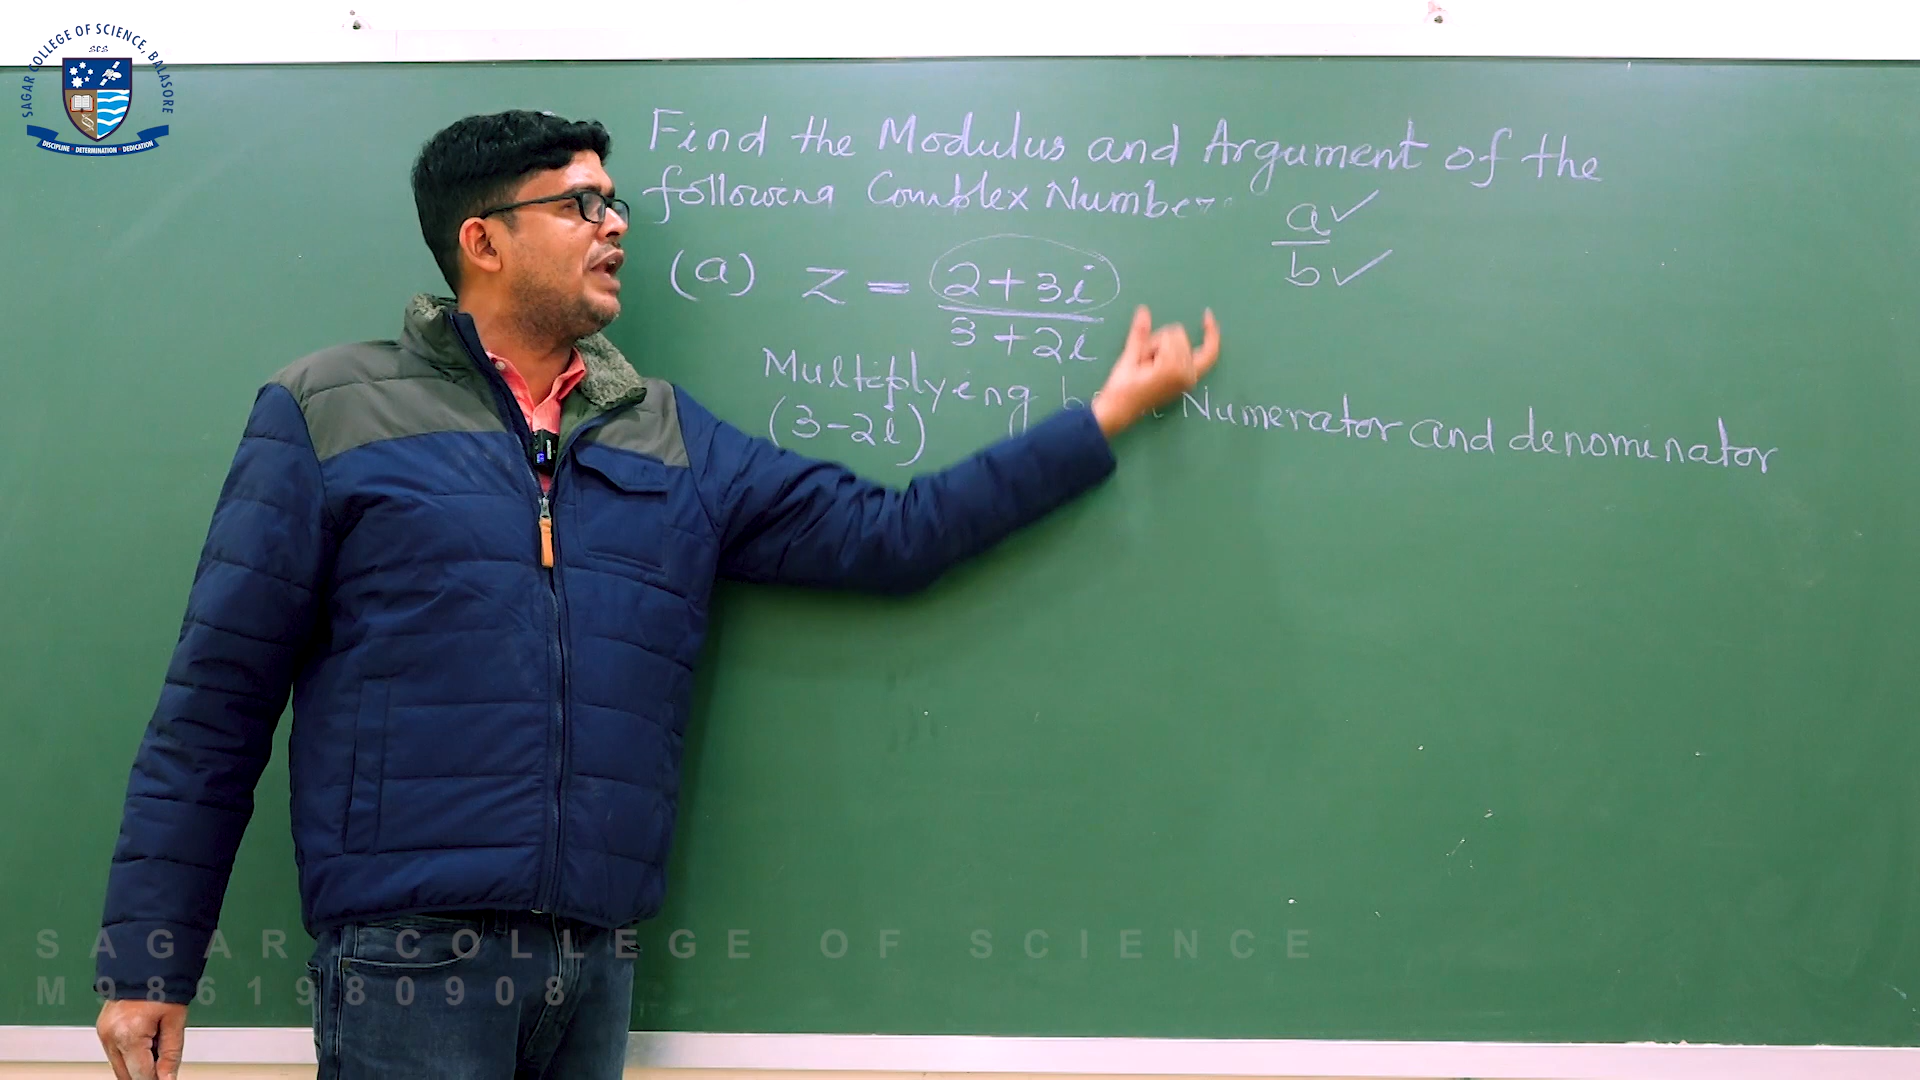 SAGAR COLLEGE OF SCIENCE, BALASORE
SCS
DISCIPLINE · DETERMINATION · DEDICATION
Find the Modulus and Argument of the
following Complex Number
a✓
b✓
(a) Z = 2+3i
3+2i
Multiplying Numerator and denominator
(3-2i)
SAGAR COLLEGE OF SCIENCE
M9861980908